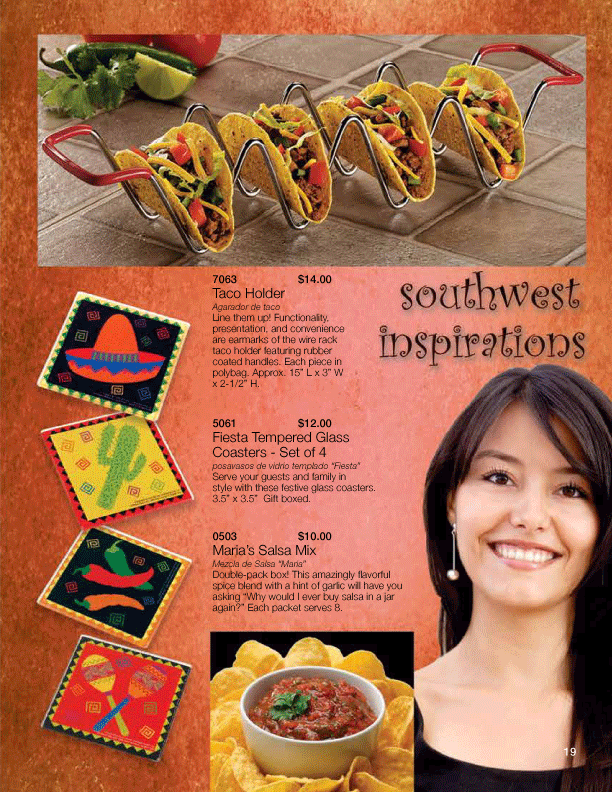 7063 $14.00
Taco Holder
Agarador de taco
Line them up! Functionality,
presentation, and convenience
are earmarks of the wire rack
taco holder featuring rubber
coated handles. Each piece in
polybag. Approx. 15” L x 3” W
x 2-1/2” H.
southwest
inspirations
5061 $12.00
Fiesta Tempered Glass
Coasters - Set of 4
posavasos de vidrio templado “Fiesta”
Serve your guests and family in
style with these festive glass coasters.
3.5” x 3.5” Gift boxed.
0503 $10.00
Maria’s Salsa Mix
Mezcla de Salsa “Maria”
Double-pack box! This amazingly flavorful
spice blend with a hint of garlic will have you
asking “Why would I ever buy salsa in a jar
again?” Each packet serves 8.
19